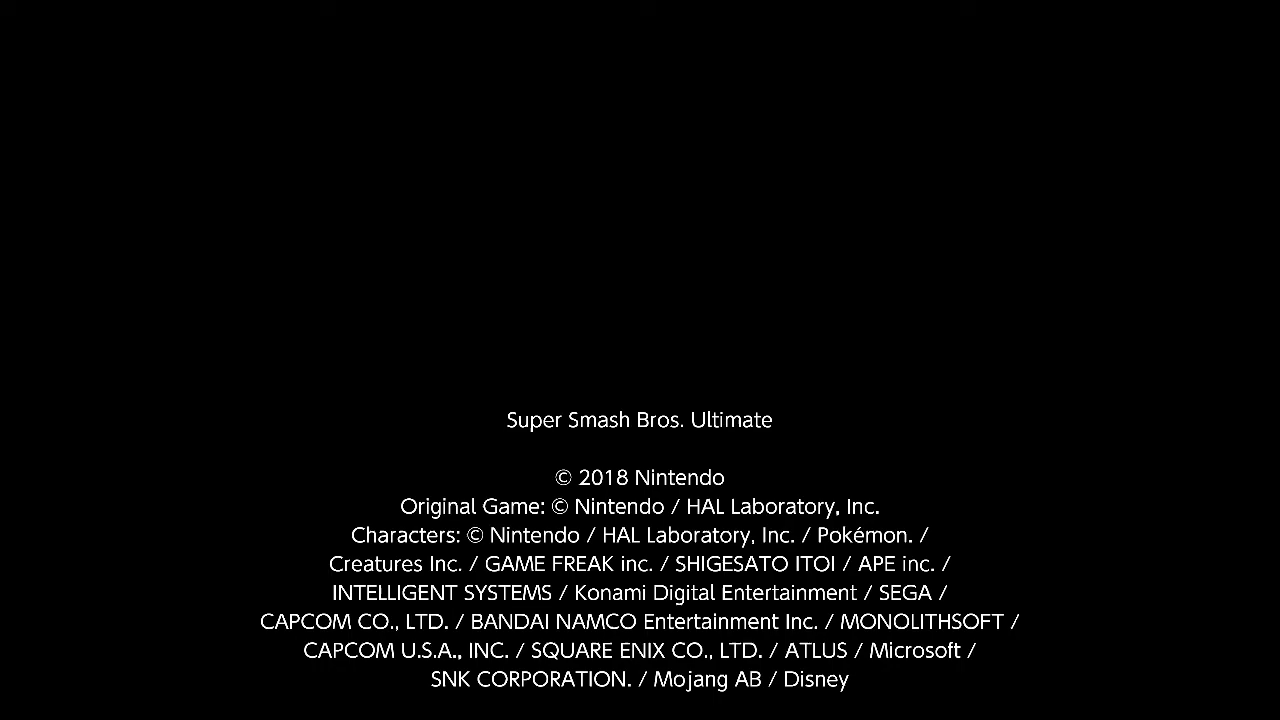 Super Smash Bros. Ultimate
© 2018 Nintendo
Original Game: © Nintendo / HAL Laboratory, Inc.
Characters: © Nintendo / HAL Laboratory, Inc. / Pokémon. /
Creatures Inc. / GAME FREAK inc. / SHIGESATO ITOI / APE inc. /
INTELLIGENT SYSTEMS / Konami Digital Entertainment / SEGA /
CAPCOM CO., LTD. / BANDAI NAMCO Entertainment Inc. / MONOLITHSOFT /
CAPCOM U.S.A., INC. / SQUARE ENIX CO., LTD. / ATLUS / Microsoft /
SNK CORPORATION. / Mojang AB / Disney